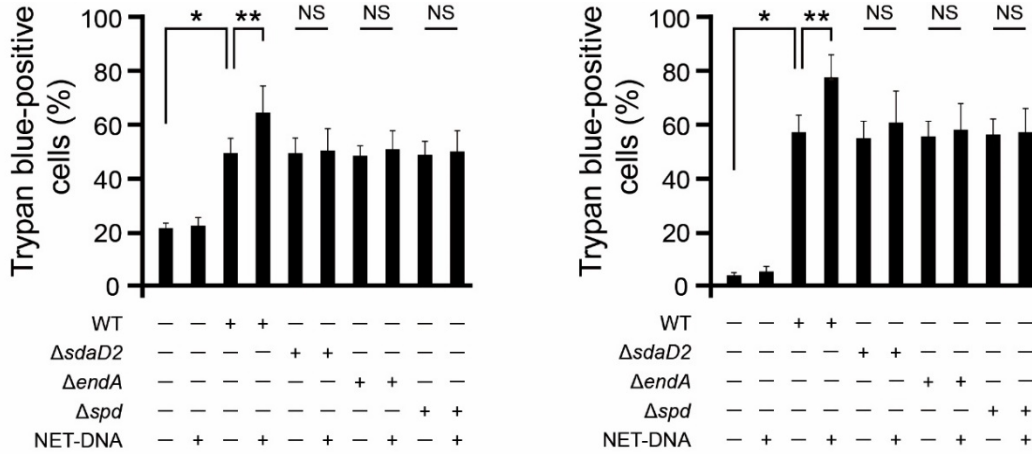 100 * ** NS NS NS
80
60
40
20
0
Trypan blue-positive
cells (%)
WT − − + + − − − − − −
ΔsdaD2 − − − − + + − − − −
ΔendA − − − − − − + + − −
Δspd − − − − − − − − + +
NET-DNA − + − + − + − + − +
100 * ** NS NS NS
80
60
40
20
0
Trypan blue-positive
cells (%)
WT − − + + − − − − − −
ΔsdaD2 − − − − + + − − − −
ΔendA − − − − − − + + − −
Δspd − − − − − − − − + +
NET-DNA − + − + − + − + − +